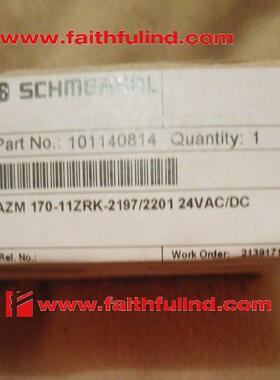 www.faithfulind.com
SCHMERSAL
Part No.: 101140814 Quantity: 1
AZM 170-11ZRK-2197/2201 24VAC/DC
Ref. No.: Work Order: 2139171
www.faithfulind.com